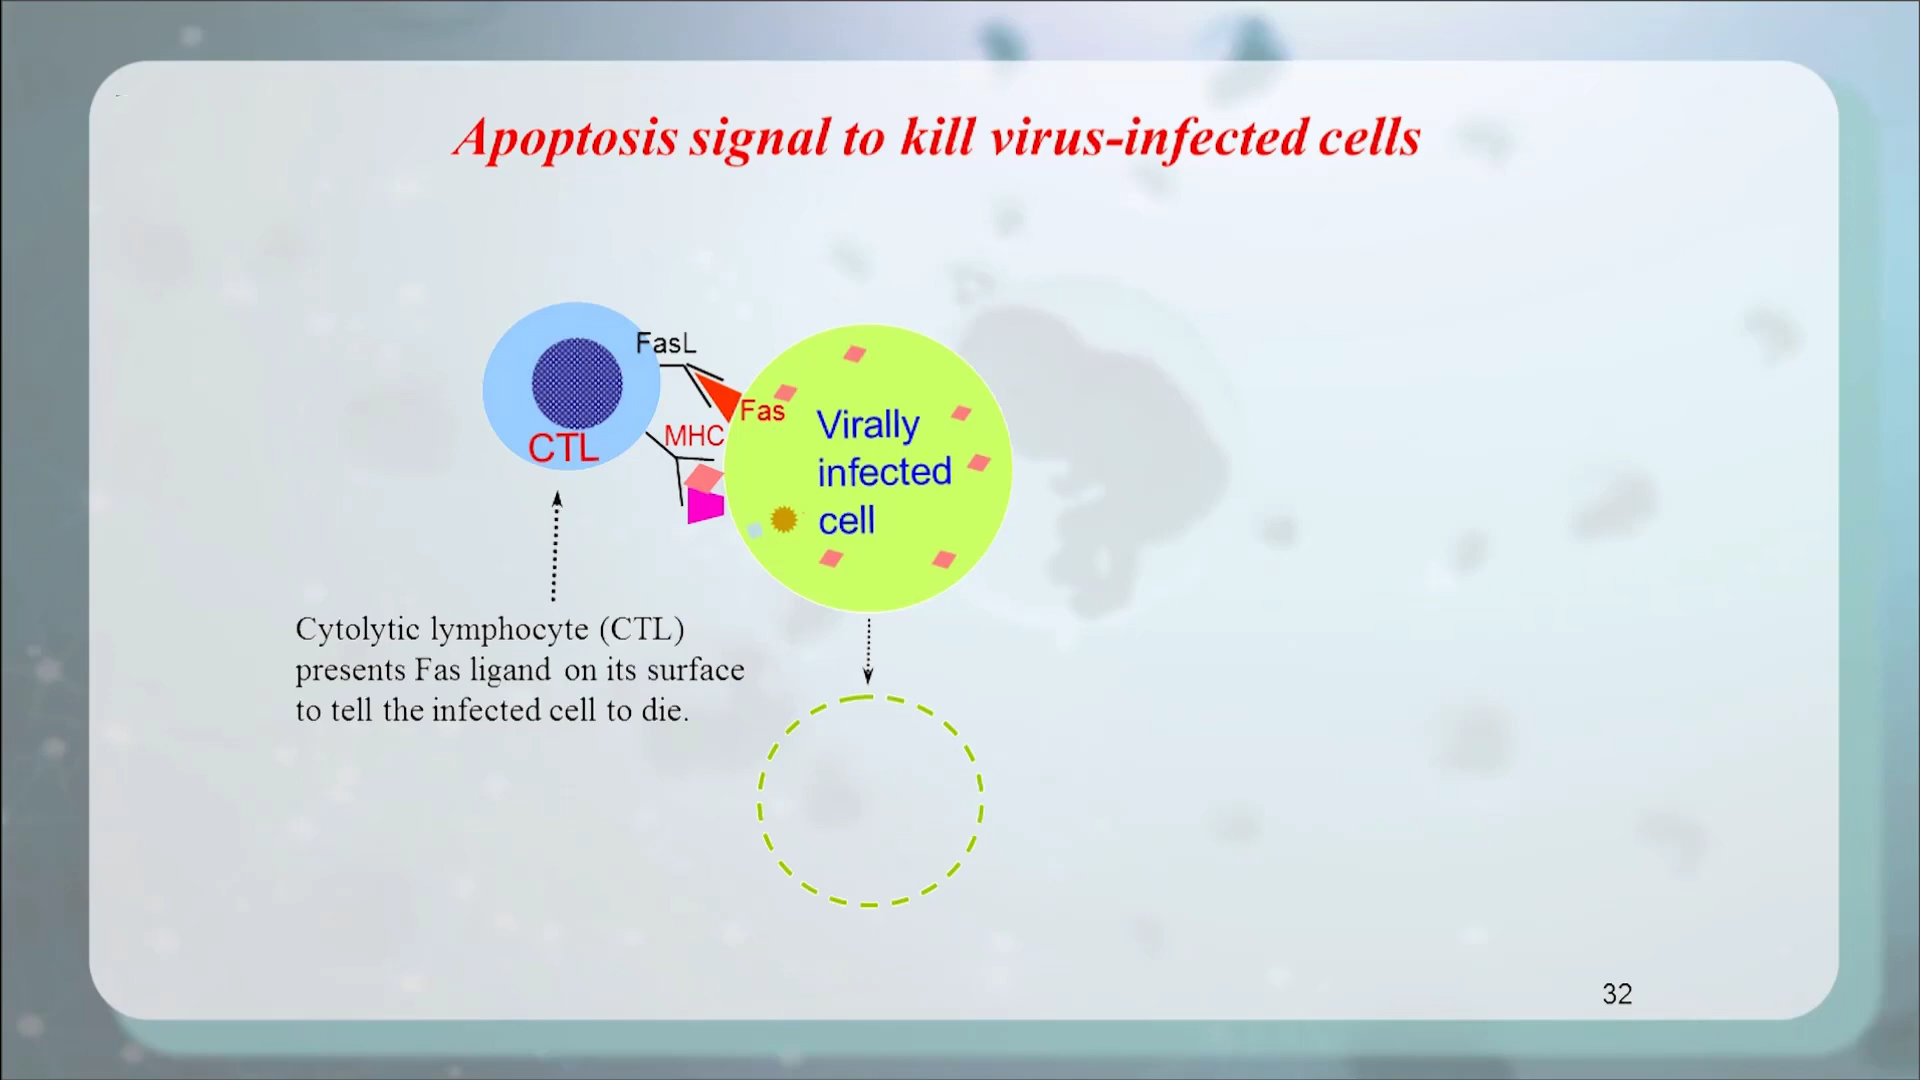 Apoptosis signal to kill virus-infected cells
FasL
Fas
CTL
MHC
Virally
infected
cell
Cytolytic lymphocyte (CTL)
presents Fas ligand on its surface
to tell the infected cell to die.
32